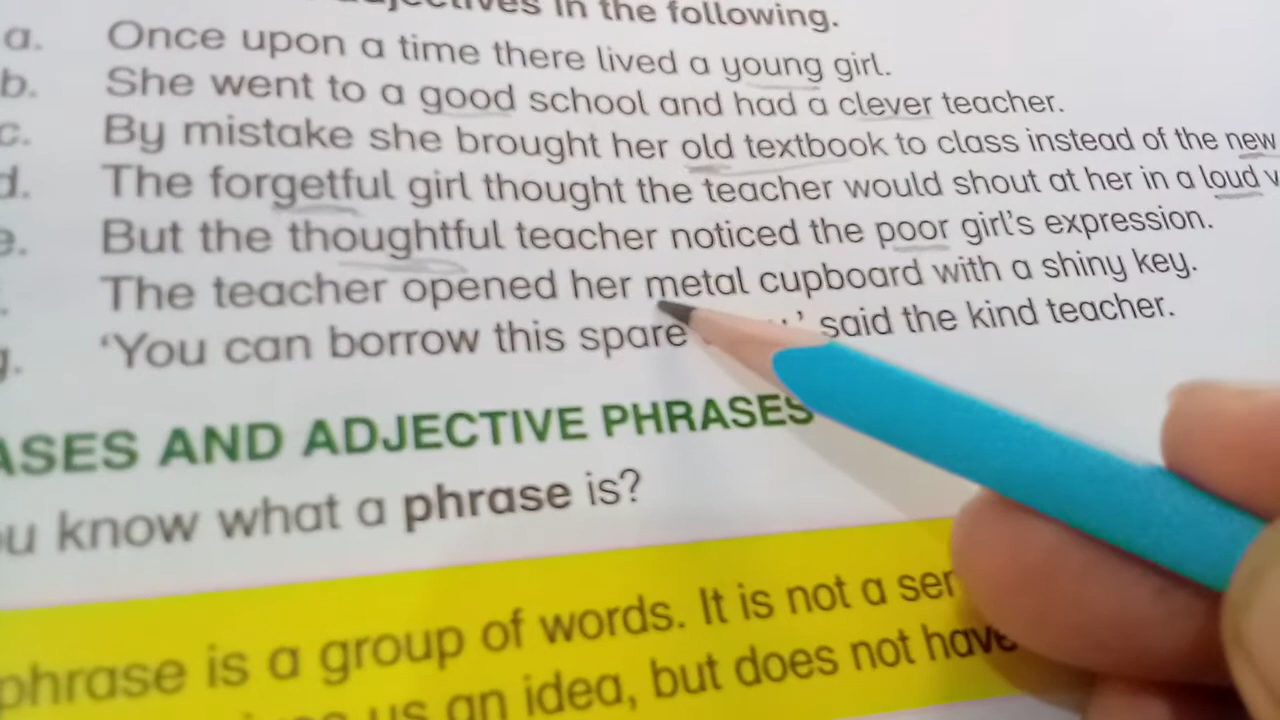 in the following.
a. Once upon a time there lived a young girl.
b. She went to a good school and had a clever teacher.
c. By mistake she brought her old textbook to class instead of the new
d. The forgetful girl thought the teacher would shout at her in a loud
e. But the thoughtful teacher noticed the poor girl's expression.
The teacher opened her metal cupboard with a shiny key.
g. 'You can borrow this spare said the kind teacher.
AND ADJECTIVE PHRASES
know what a phrase is?
phrase is a group of words. It is not a
us an idea, but does not have